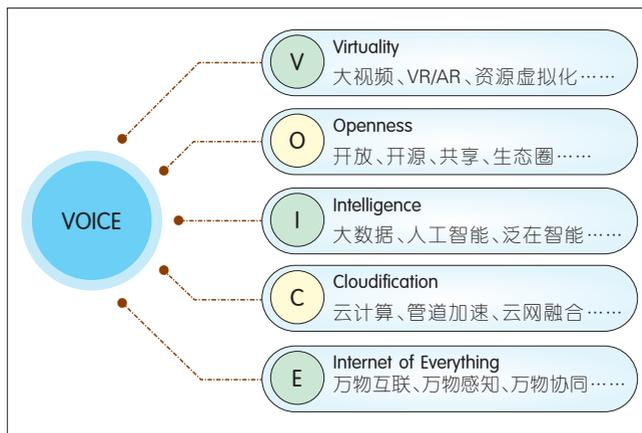 VOICE
V
Virtuality
大视频、VR/AR、资源虚拟化……
O
Openness
开放、开源、共享、生态圈……
I
Intelligence
大数据、人工智能、泛在智能……
C
Cloudification
云计算、管道加速、云网融合……
E
Internet of Everything
万物互联、万物感知、万物协同……